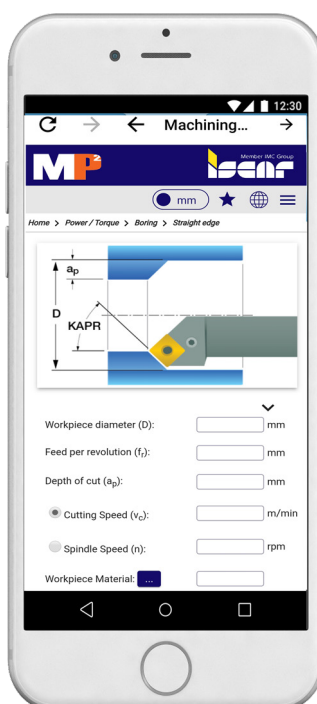 12:30
Machining...
MP²
Member IMC Group
iscar
mm
Home > Power / Torque > Boring > Straight edge
ap
D
KAPR
Workpiece diameter (D): mm
Feed per revolution (fr): mm
Depth of cut (ap): mm
Cutting Speed (vc): m/min
Spindle Speed (n): rpm
Workpiece Material: ...